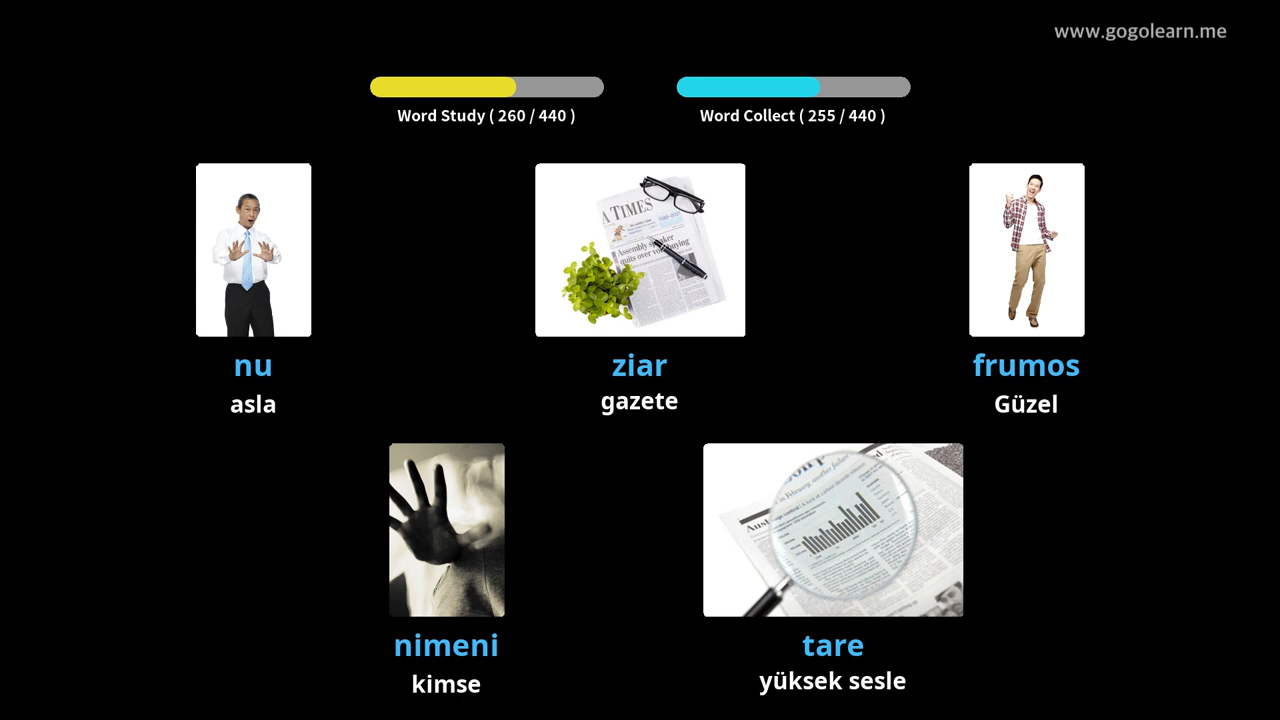 www.gogolearn.me
Word Study ( 260 / 440 )
Word Collect ( 255 / 440 )
A TIMES
nu
asla
ziar
gazete
frumos
Güzel
nimeni
kimse
tare
yüksek sesle